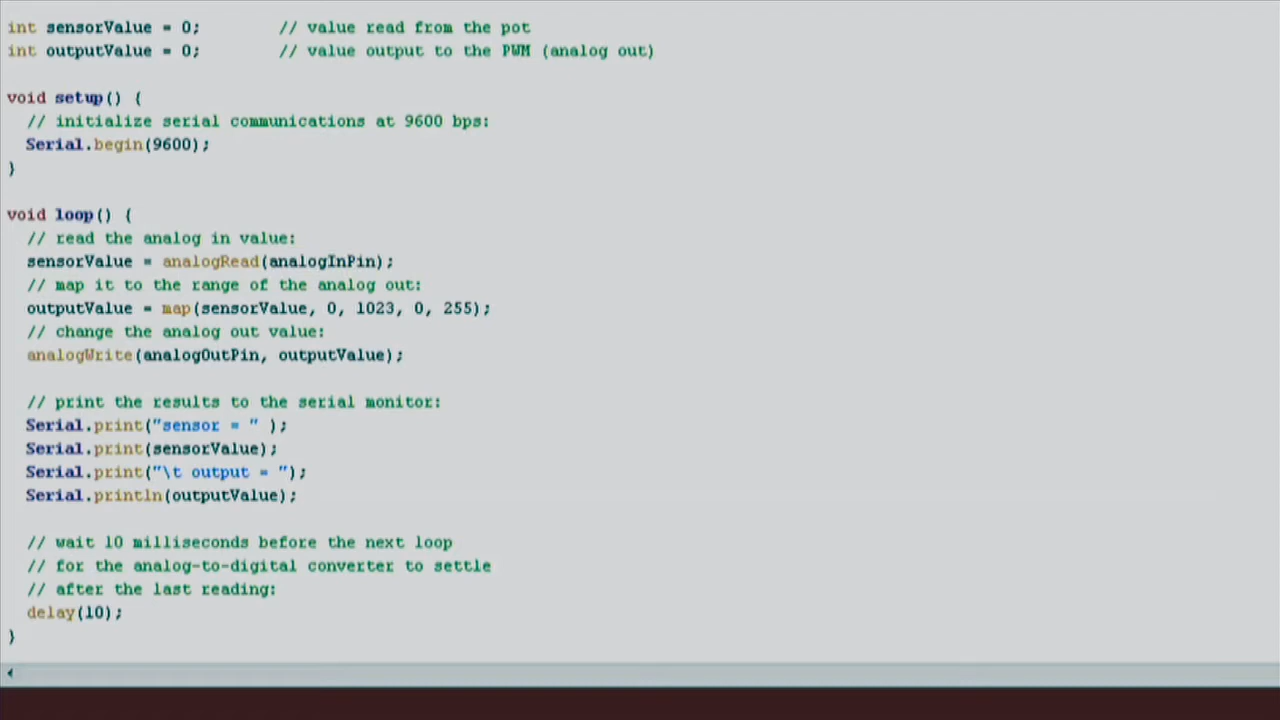 int sensorValue = 0;        // value read from the pot
int outputValue = 0;        // value output to the PWM (analog out)

void setup() {
  // initialize serial communications at 9600 bps:
  Serial.begin(9600);
}

void loop() {
  // read the analog in value:
  sensorValue = analogRead(analogInPin);
  // map it to the range of the analog out:
  outputValue = map(sensorValue, 0, 1023, 0, 255);
  // change the analog out value:
  analogWrite(analogOutPin, outputValue);

  // print the results to the serial monitor:
  Serial.print("sensor = " );
  Serial.print(sensorValue);
  Serial.print("\t output = ");
  Serial.println(outputValue);

  // wait 10 milliseconds before the next loop
  // for the analog-to-digital converter to settle
  // after the last reading:
  delay(10);
}